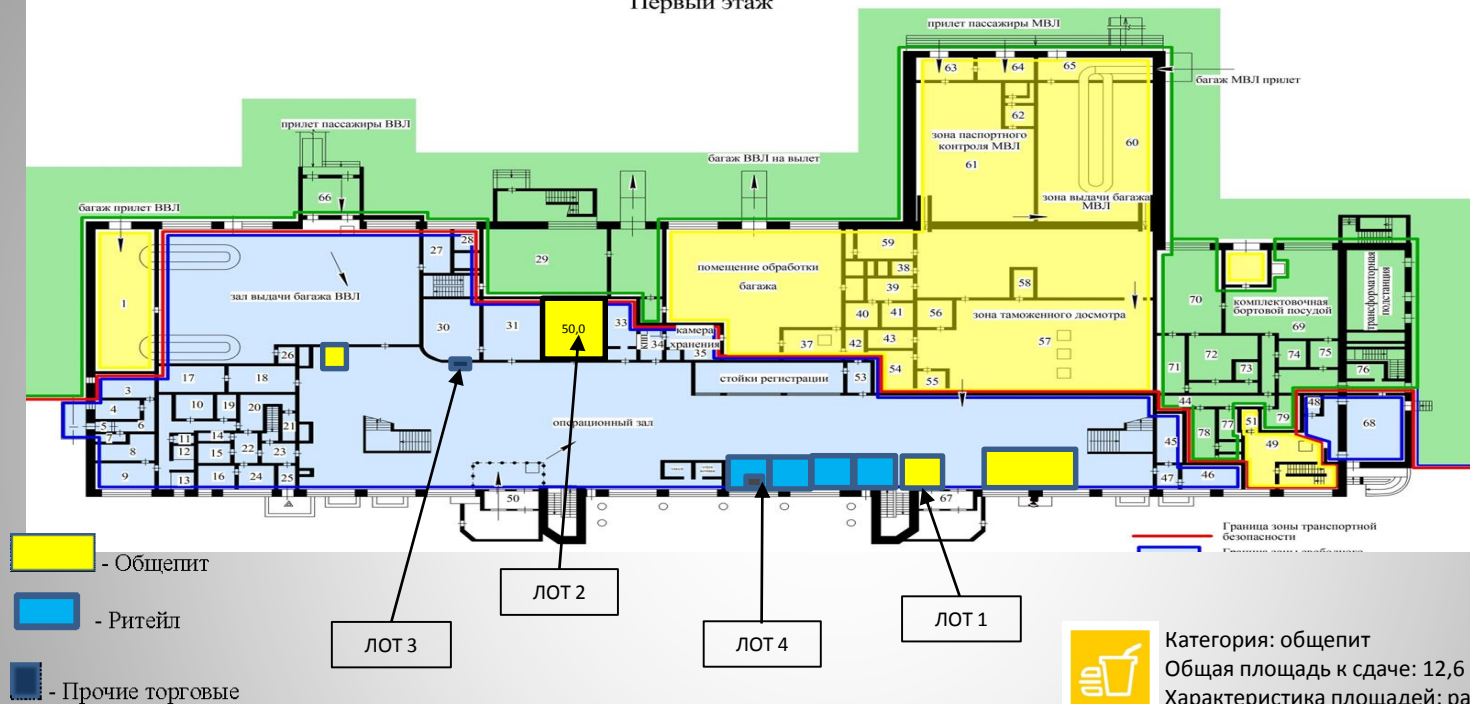 Первый этаж
прилет пассажиры МВЛ
63
64
65
багаж МВЛ прилет
62
зона паспортного
контроля МВЛ
61
60
зона выдачи багажа
МВЛ
прилет пассажиры ВВЛ
багаж ВВЛ на вылет
66
багаж прилет ВВЛ
1
27
28
29
зал выдачи багажа ВВЛ
помещение обработки
багажа
59
38
39
58
40
41
56
зона таможенного досмотра
57
37
42
43
54
55
70
комплектовочная
бортовой посудой
69
трансформаторная
подстанция
71
72
73
74
75
76
30
31
50,0
33
34
камера
хранения
35
26
стойки регистрации
53
3
17
18
4
10
19
20
5
6
7
11
14
21
8
12
15
22
23
9
13
16
24
25
операционный зал
50
67
44
45
47
46
78
77
51
79
49
48
68
Граница зоны транспортной
безопасности
- Общепит
- Ритейл
- Прочие торговые
ЛОТ 3
ЛОТ 2
ЛОТ 4
ЛОТ 1
Категория: общепит
Общая площадь к сдаче: 12,6